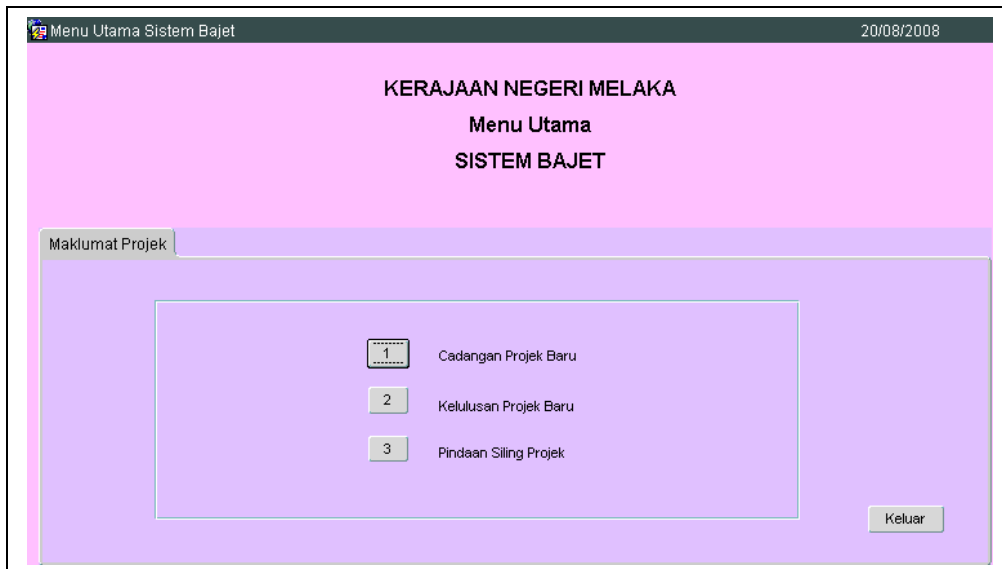 Menu Utama Sistem Bajet 20/08/2008
KERAJAAN NEGERI MELAKA
Menu Utama
SISTEM BAJET
Maklumat Projek
1 Cadangan Projek Baru
2 Kelulusan Projek Baru
3 Pindaan Siling Projek
Keluar